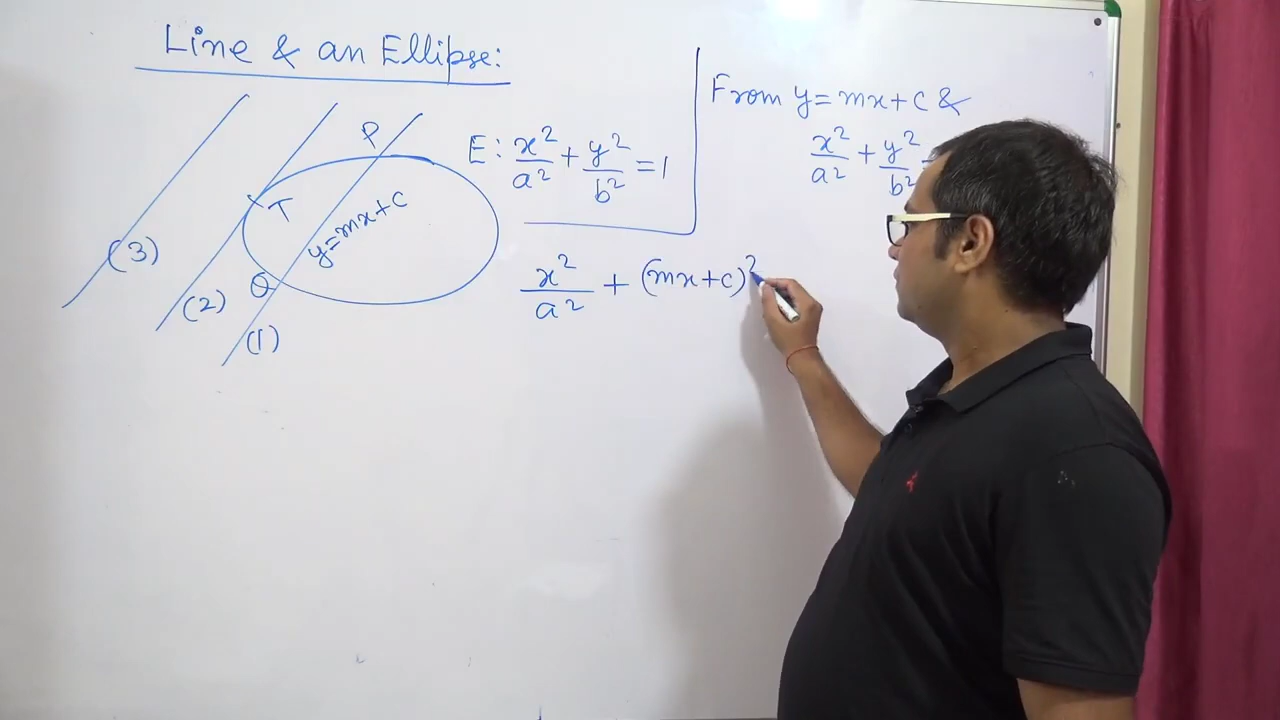 Line & an Ellipse:
P
E: x²/a² + y²/b² = 1
T
y=mx+c
(3)
Q
(2)
(1)
From y=mx+c &
x²/a² + y²/b²
x²/a² + (mx+c)²